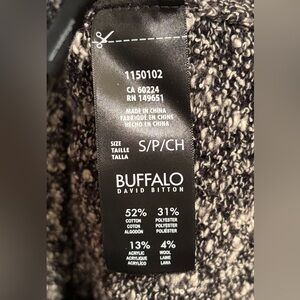 1150102
CA 60224
RN 149651
MADE IN CHINA
FABRIQUÉ EN CHINE
HECHO EN CHINA
SIZE
TAILLE
TALLA
S/P/CH
BUFFALO
DAVID BITTON
52% 31%
COTTON POLYESTER
COTON POLYESTER
ALGODÓN POLIÉSTER
13% 4%
ACRYLIC WOOL
ACRYLIQUE LAINE
ACRÍLICO LANA